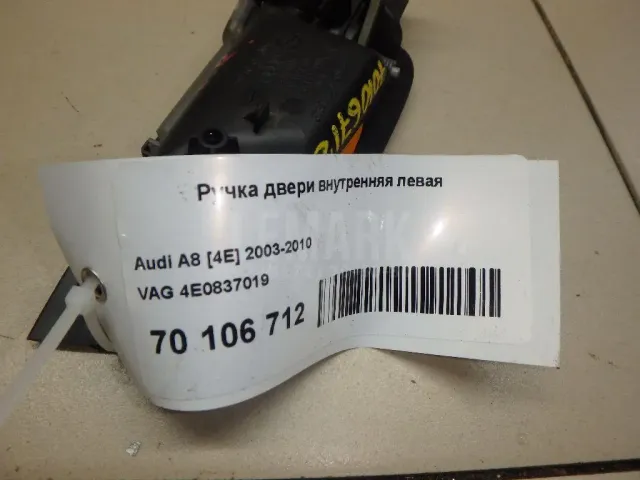 Ручка двери внутренняя левая
Audi A8 [4E] 2003-2010
VAG 4E0837019
70 106 712